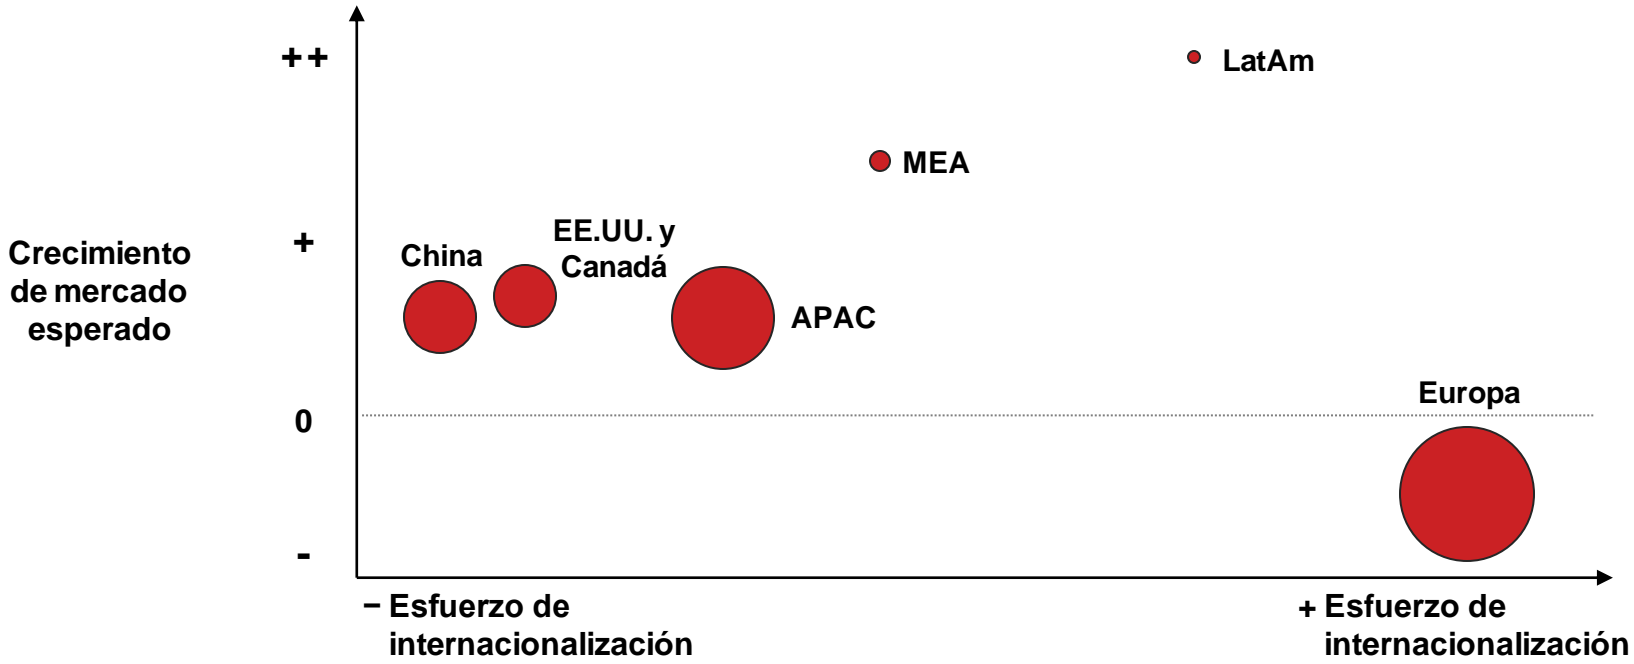 ++
LatAm
MEA
EE.UU. y
Canadá
China
+
Crecimiento
de mercado
esperado
APAC
Europa
0
-
− Esfuerzo de
internacionalización
+ Esfuerzo de
internacionalización